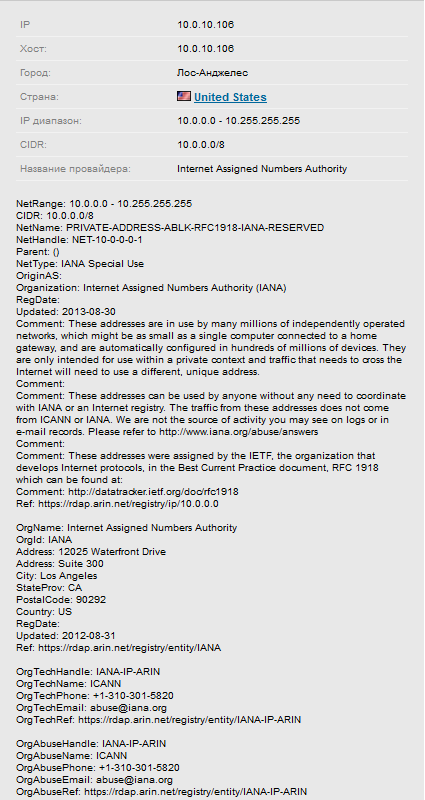 IP 10.0.10.106
Хост: 10.0.10.106
Город: Лос-Анджелес
Страна: United States
IP диапазон: 10.0.0.0 - 10.255.255.255
CIDR: 10.0.0.0/8
Название провайдера: Internet Assigned Numbers Authority
NetRange: 10.0.0.0 - 10.255.255.255
CIDR: 10.0.0.0/8
NetName: PRIVATE-ADDRESS-ABLK-RFC1918-IANA-RESERVED
NetHandle: NET-10-0-0-0-1
Parent: ()
NetType: IANA Special Use
OriginAS:
Organization: Internet Assigned Numbers Authority (IANA)
RegDate:
Updated: 2013-08-30
Comment: These addresses are in use by many millions of independently operated
networks, which might be as small as a single computer connected to a home
gateway, and are automatically configured in hundreds of millions of devices. They
are only intended for use within a private context and traffic that needs to cross the
Internet will need to use a different, unique address.
Comment:
Comment: These addresses can be used by anyone without any need to coordinate
with IANA or an Internet registry. The traffic from these addresses does not come
from ICANN or IANA. We are not the source of activity you may see on logs or in
e-mail records. Please refer to http://www.iana.org/abuse/answers
Comment:
Comment: These addresses were assigned by the IETF, the organization that
develops Internet protocols, in the Best Current Practice document, RFC 1918
which can be found at:
Comment: http://datatracker.ietf.org/doc/rfc1918
Ref: https://rdap.arin.net/registry/ip/10.0.0.0
OrgName: Internet Assigned Numbers Authority
OrgId: IANA
Address: 12025 Waterfront Drive
Address: Suite 300
City: Los Angeles
StateProv: CA
PostalCode: 90292
Country: US
RegDate:
Updated: 2012-08-31
Ref: https://rdap.arin.net/registry/entity/IANA
OrgTechHandle: IANA-IP-ARIN
OrgTechName: ICANN
OrgTechPhone: +1-310-301-5820
OrgTechEmail: abuse@iana.org
OrgTechRef: https://rdap.arin.net/registry/entity/IANA-IP-ARIN
OrgAbuseHandle: IANA-IP-ARIN
OrgAbuseName: ICANN
OrgAbusePhone: +1-310-301-5820
OrgAbuseEmail: abuse@iana.org
OrgAbuseRef: https://rdap.arin.net/registry/entity/IANA-IP-ARIN